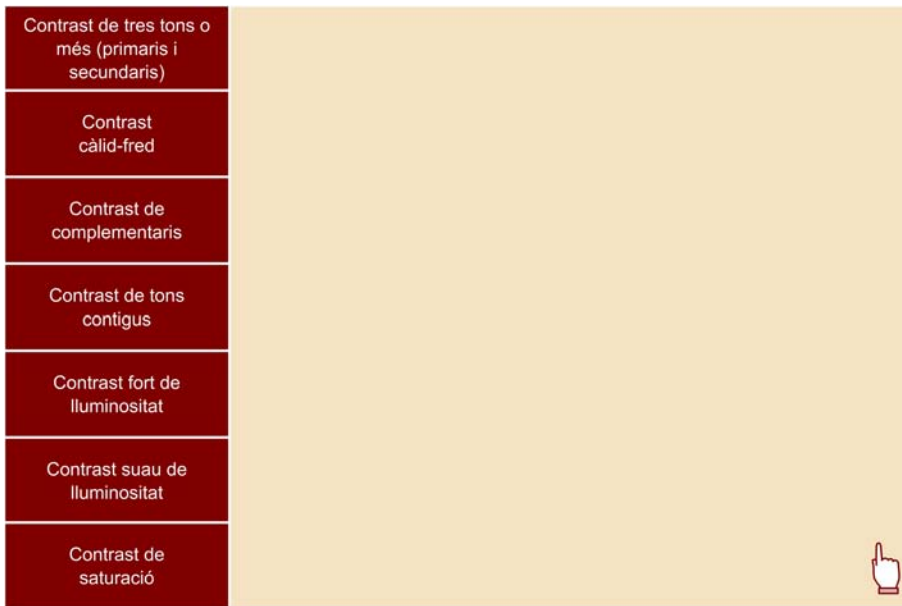 Contrast de tres tons o
més (primaris i
secundaris)
Contrast
càlid-fred
Contrast de
complementaris
Contrast de tons
contigus
Contrast fort de
lluminositat
Contrast suau de
lluminositat
Contrast de
saturació